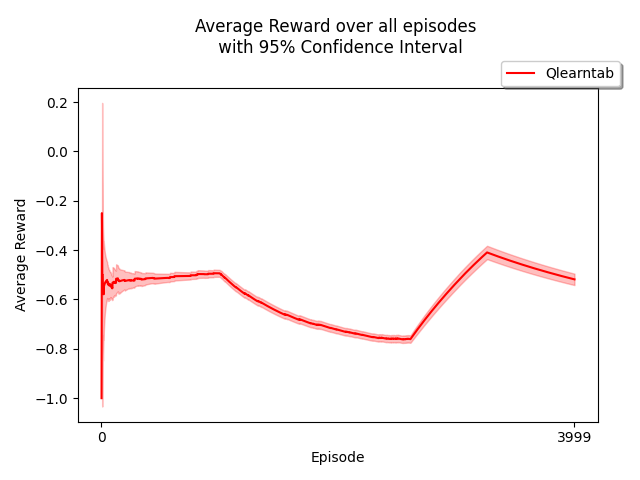 Average Reward over all episodes
with 95% Confidence Interval
Qlearntab
0.2
0.0
−0.2
−0.4
−0.6
−0.8
−1.0
Average Reward
0
3999
Episode